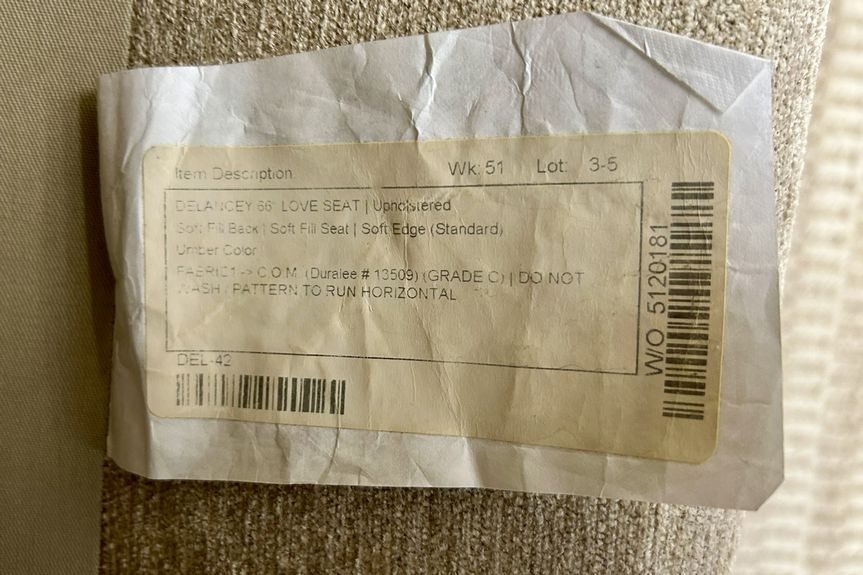 Item Description Wk: 51 Lot: 3-5
DELANCEY 66" LOVE SEAT | Upholstered
Soft Fill Back | Soft Fill Seat | Soft Edge (Standard)
Umber Color
FABRIC1 -> C.O.M. (Duralee # 13509) (GRADE C) | DO NOT
WASH / PATTERN TO RUN HORIZONTAL
DEL-42
W/O 5120181